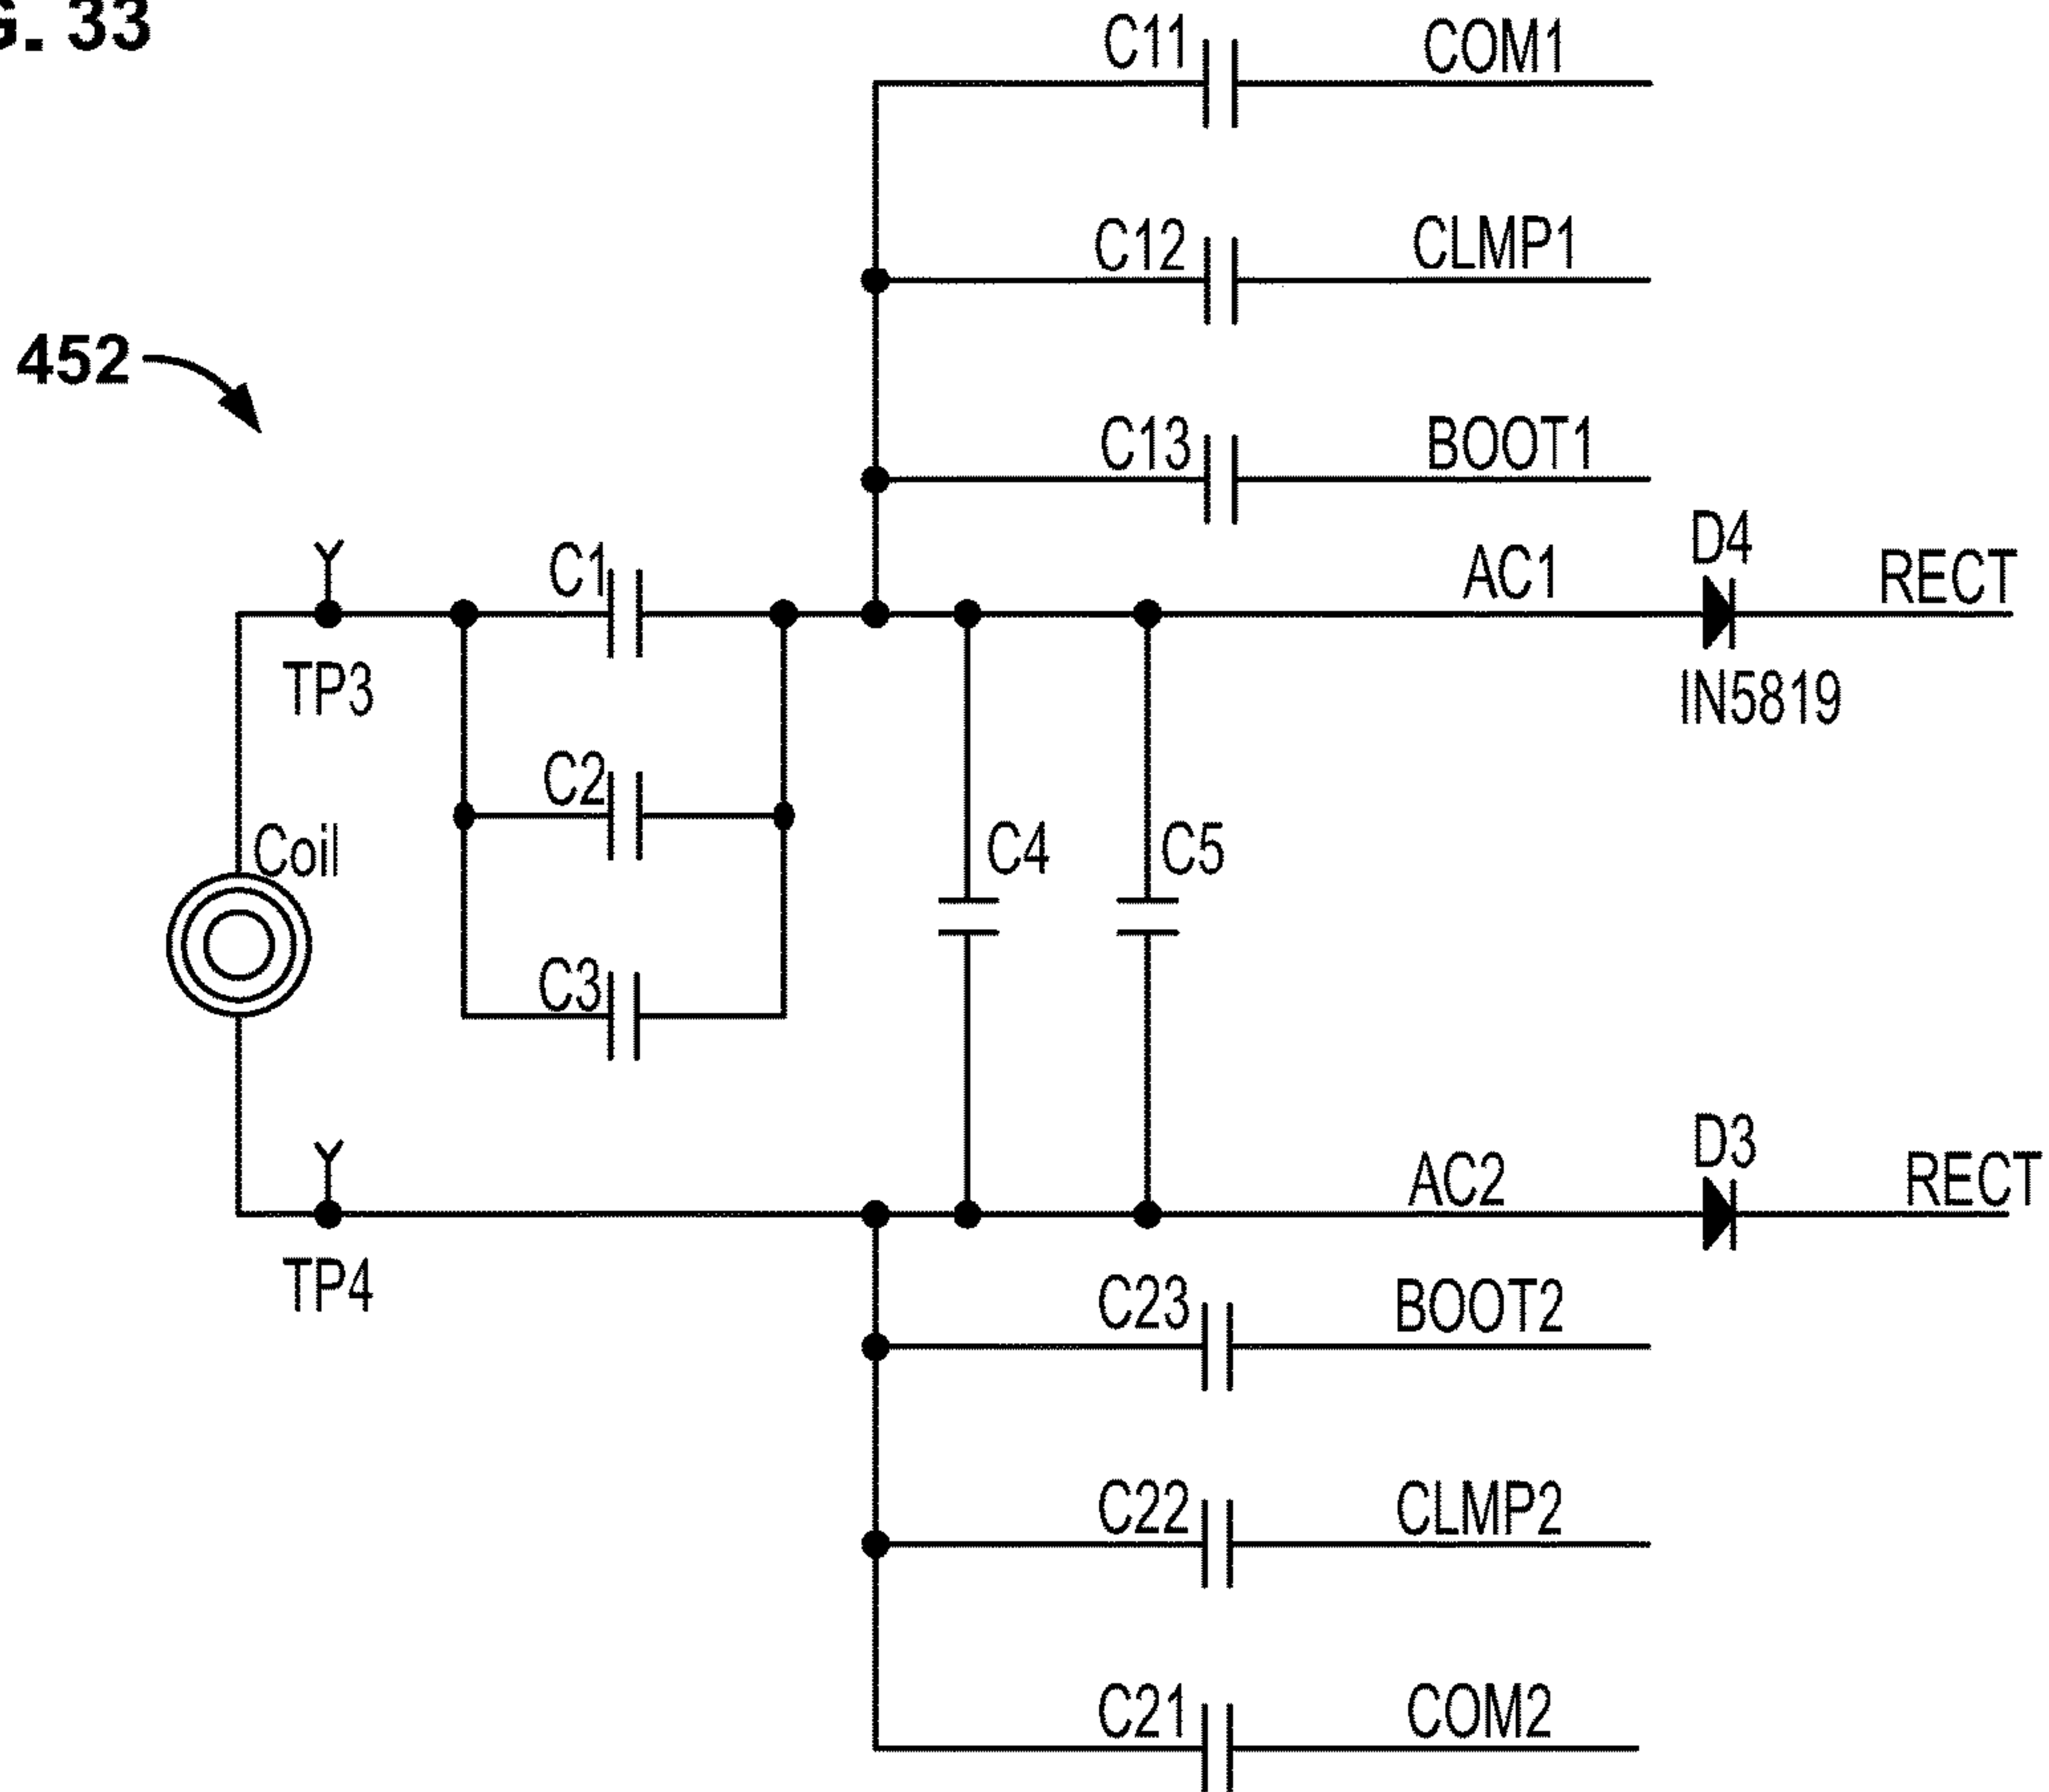 G. 33
C11 COM1
C12 CLMP1
452
C13 BOOT1
C1 AC1 D4 RECT
TP3 IN5819
C2
Coil C4 C5
C3
AC2 D3 RECT
TP4 C23 BOOT2
C22 CLMP2
C21 COM2